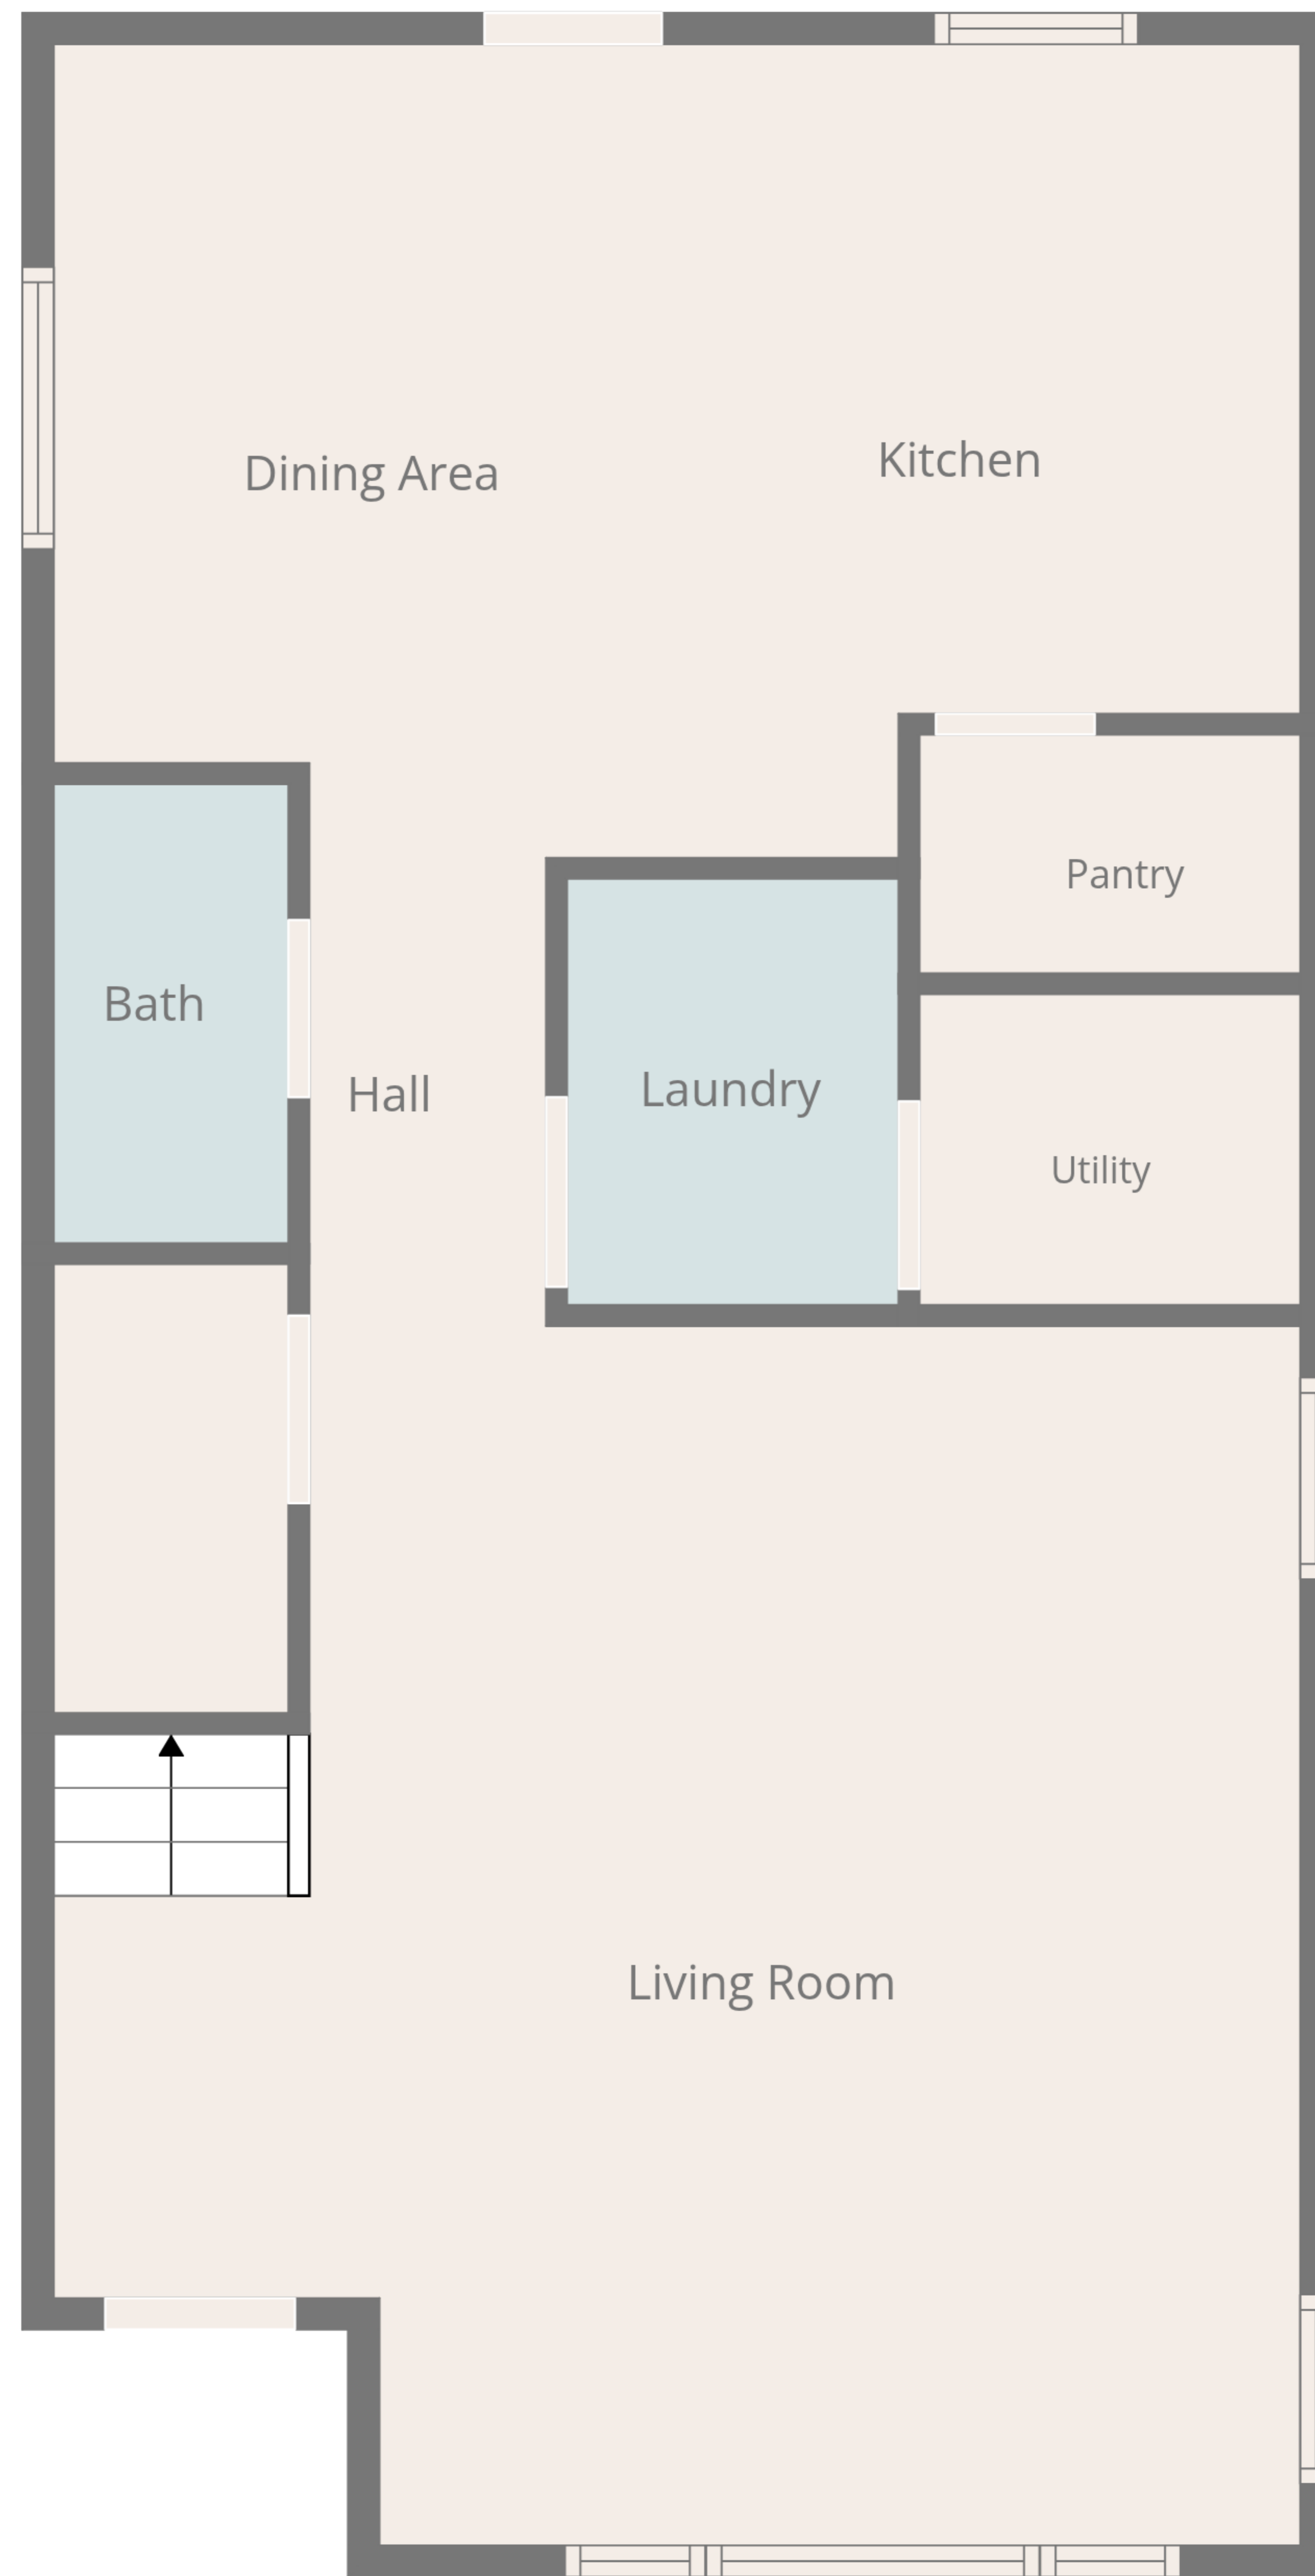 Dining Area
Kitchen
Pantry
Bath
Hall
Laundry
Utility
Living Room